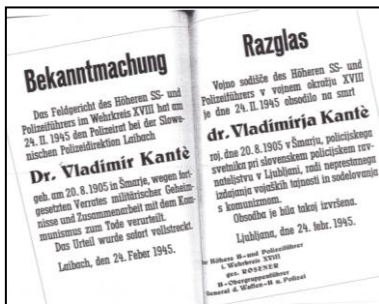 Bekanntmachung
Das Feldgericht des Höheren SS- und
Polizeiführers im Wehrkreis XVIII hat am
24. II. 1945 den Polizeirat bei der Slowe-
nischen Polizeidirektion Laibach
Dr. Vladimir Kantè
geb. am 20. 8. 1905 in Šmarje, wegen fort-
gesetzten Verrates militärischer Geheim-
nisse und Zusammenarbeit mit dem Kom-
munismus zum Tode verurteilt.
Das Urteil wurde sofort vollstreckt.
Laibach, den 24. Feber 1945.
Razglas
Vojno sodišče des Höheren SS- und
Polizeiführers v vojnem okrožju XVIII
je dne 24. II. 1945 obsodilo na smrt
dr. Vladimirja Kantè
roj. dne 20. 8. 1905 v Šmarju, policijskega
svetnika pri slovenskem policijskem rav-
nateljstvu v Ljubljani, radi neprestanega
izdajanja vojaških tajnosti in sodelovanja
s komunizmom.
Obsodba je bila takoj izvršena.
Ljubljana, dne 24. febr. 1945.
Höhere SS- und Polizeiführer
i. Wehrkreis XVIII
gez. RÖSENER
SS-Obergruppenführer
General d. Waffen-SS u. Polizei